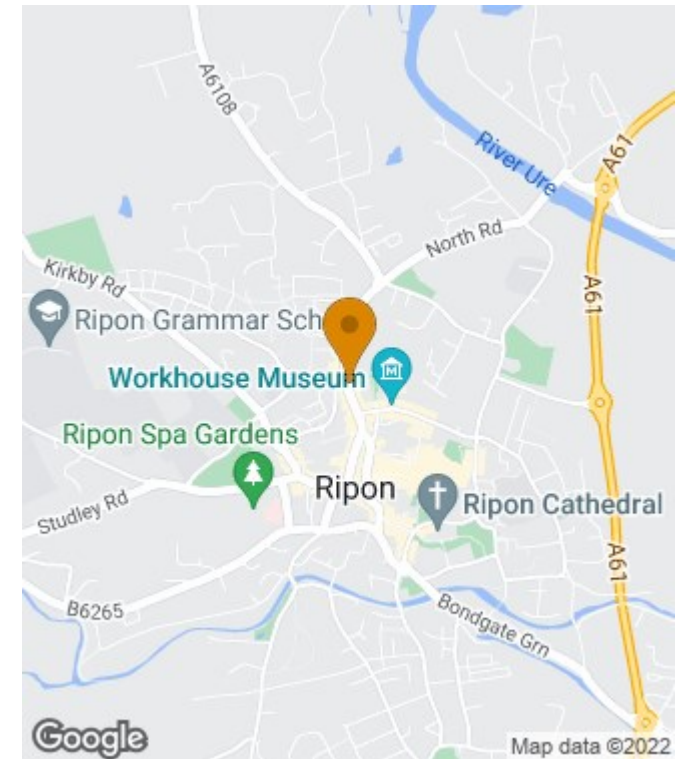 A6108
River Ure
A61
North Rd
Kirkby Rd
A61
Ripon Grammar Sch
Workhouse Museum
M
Ripon Spa Gardens
Ripon
Ripon Cathedral
Studley Rd
A61
B6265
Bondgate Grn
Google
Map data ©2022